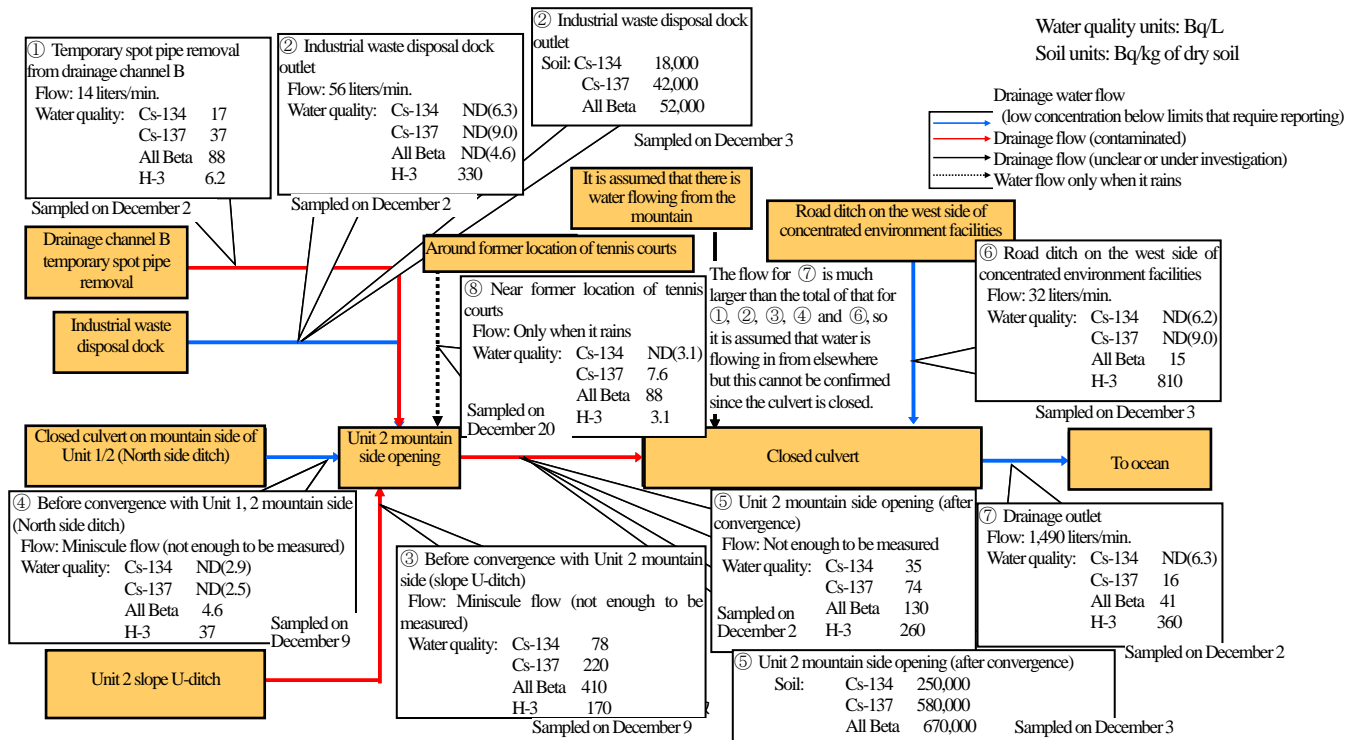 Water quality units: Bq/L
Soil units: Bq/kg of dry soil
Drainage water flow
(low concentration below limits that require reporting)
Drainage flow (contaminated)
Drainage flow (unclear or under investigation)
Water flow only when it rains
① Temporary spot pipe removal
from drainage channel B
Flow: 14 liters/min.
Water quality: Cs-134 17
Cs-137 37
All Beta 88
H-3 6.2
Sampled on December 2
② Industrial waste disposal dock
outlet
Flow: 56 liters/min.
Water quality: Cs-134 ND(6.3)
Cs-137 ND(9.0)
All Beta ND(4.6)
H-3 330
Sampled on December 2
② Industrial waste disposal dock
outlet
Soil: Cs-134 18,000
Cs-137 42,000
All Beta 52,000
Sampled on December 3
It is assumed that there is
water flowing from the
mountain
Road ditch on the west side of
concentrated environment facilities
Drainage channel B
temporary spot pipe
removal
Around former location of tennis courts
Industrial waste
disposal dock
⑧ Near former location of tennis
courts
Flow: Only when it rains
Water quality: Cs-134 ND(3.1)
Cs-137 7.6
All Beta 88
H-3 3.1
Sampled on
December 20
The flow for ⑦ is much
larger than the total of that for
①, ②, ③, ④ and ⑥, so
it is assumed that water is
flowing in from elsewhere
but this cannot be confirmed
since the culvert is closed.
⑥ Road ditch on the west side of
concentrated environment facilities
Flow: 32 liters/min.
Water quality: Cs-134 ND(6.2)
Cs-137 ND(9.0)
All Beta 15
H-3 810
Sampled on December 3
Closed culvert on mountain side of
Unit 1/2 (North side ditch)
Unit 2 mountain
side opening
Closed culvert
To ocean
④ Before convergence with Unit 1, 2 mountain side
(North side ditch)
Flow: Miniscule flow (not enough to be measured)
Water quality: Cs-134 ND(2.9)
Cs-137 ND(2.5)
All Beta 4.6
H-3 37
Sampled on
December 9
③ Before convergence with Unit 2 mountain
side (slope U-ditch)
Flow: Miniscule flow (not enough to be
measured)
Water quality: Cs-134 78
Cs-137 220
All Beta 410
H-3 170
Sampled on December 9
⑤ Unit 2 mountain side opening (after
convergence)
Flow: Not enough to be measured
Water quality: Cs-134 35
Cs-137 74
All Beta 130
H-3 260
Sampled on
December 2
⑦ Drainage outlet
Flow: 1,490 liters/min.
Water quality: Cs-134 ND(6.3)
Cs-137 16
All Beta 41
H-3 360
Sampled on December 2
Unit 2 slope U-ditch
⑤ Unit 2 mountain side opening (after convergence)
Soil: Cs-134 250,000
Cs-137 580,000
All Beta 670,000
Sampled on December 3